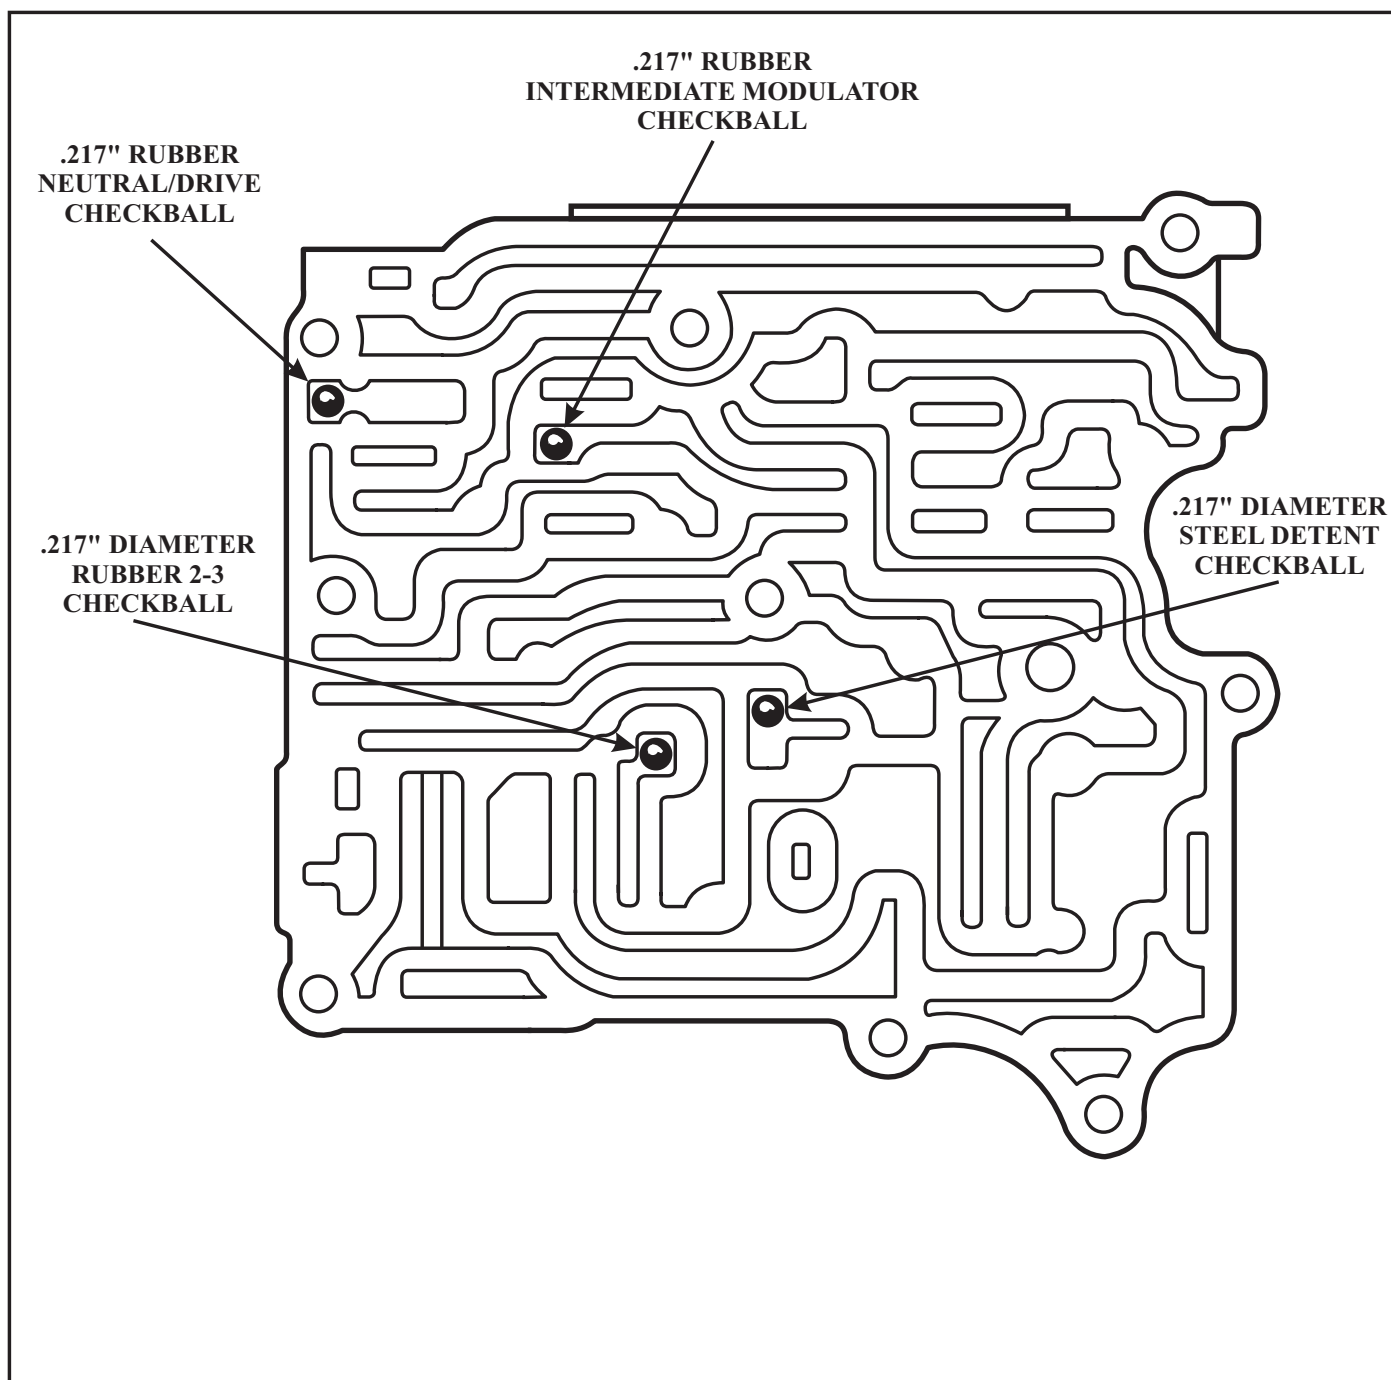 .217" RUBBER
INTERMEDIATE MODULATOR
CHECKBALL
.217" RUBBER
NEUTRAL/DRIVE
CHECKBALL
.217" DIAMETER
STEEL DETENT
CHECKBALL
.217" DIAMETER
RUBBER 2-3
CHECKBALL